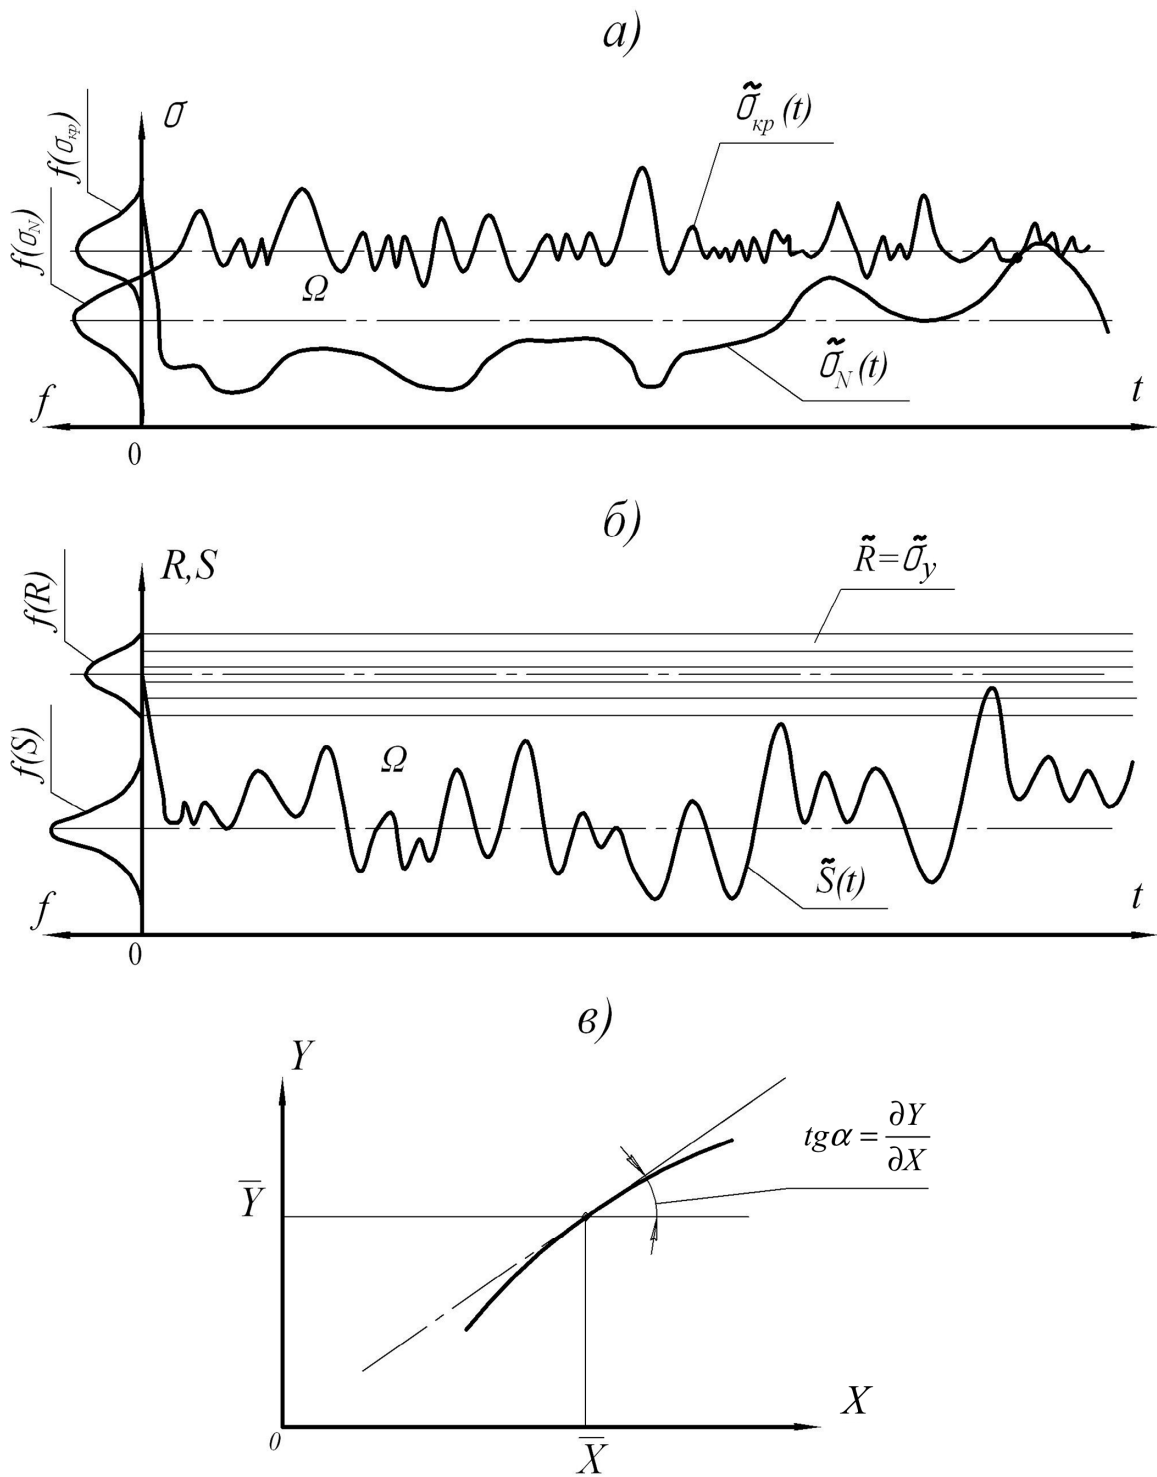 а)
σ
σ̃кр (t)
f(σкр)
f(σN)
Ω
σ̃N (t)
f
t
0
б)
R,S
R̃=σ̃y
f(R)
f(S)
Ω
S̃(t)
f
t
0
в)
Y
tgα = ∂Y/∂X
Y̅
X
0
X̅